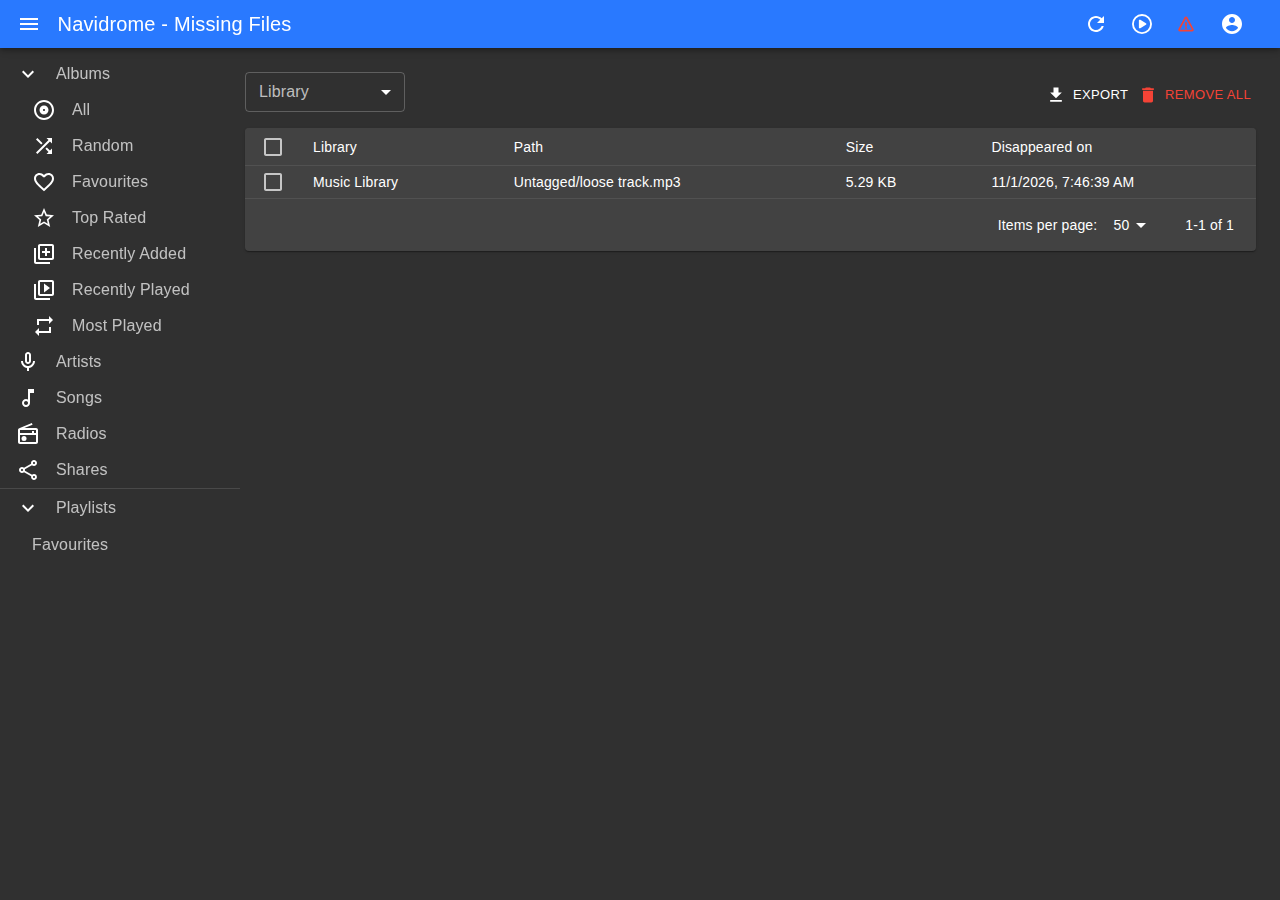 Navidrome - Missing Files
Albums
All
Random
Favourites
Top Rated
Recently Added
Recently Played
Most Played
Artists
Songs
Radios
Shares
Playlists
Favourites
Library
EXPORT
REMOVE ALL
Library Path Size Disappeared on
Music Library Untagged/loose track.mp3 5.29 KB 11/1/2026, 7:46:39 AM
Items per page: 50 1-1 of 1